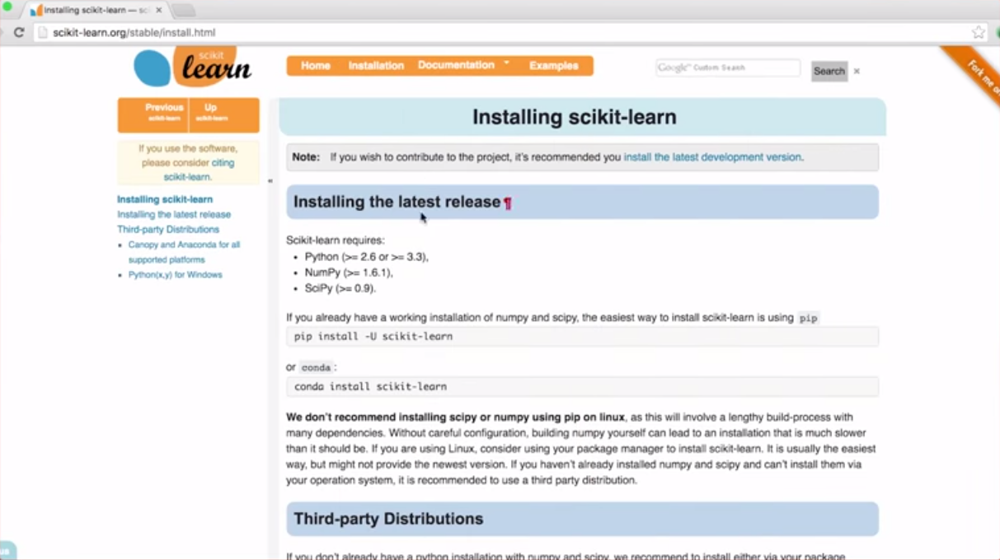 Installing scikit-learn — sc
scikit-learn.org/stable/install.html
scikit
learn
Home Installation Documentation Examples
Google™ Custom Search
Search ×
Fork me on
Previous
scikit-learn
Up
scikit-learn
If you use the software,
please consider citing
scikit-learn.
«
Installing scikit-learn
Installing the latest release
Third-party Distributions
• Canopy and Anaconda for all
supported platforms
• Python(x,y) for Windows
Installing scikit-learn
Note: If you wish to contribute to the project, it's recommended you install the latest development version.
Installing the latest release¶
Scikit-learn requires:
• Python (>= 2.6 or >= 3.3),
• NumPy (>= 1.6.1),
• SciPy (>= 0.9).
If you already have a working installation of numpy and scipy, the easiest way to install scikit-learn is using pip
pip install -U scikit-learn
or conda :
conda install scikit-learn
We don't recommend installing scipy or numpy using pip on linux, as this will involve a lengthy build-process with
many dependencies. Without careful configuration, building numpy yourself can lead to an installation that is much slower
than it should be. If you are using Linux, consider using your package manager to install scikit-learn. It is usually the easiest
way, but might not provide the newest version. If you haven't already installed numpy and scipy and can't install them via
your operation system, it is recommended to use a third party distribution.
Third-party Distributions
If you don't already have a python installation with numpy and scipy, we recommend to install either via your package
us